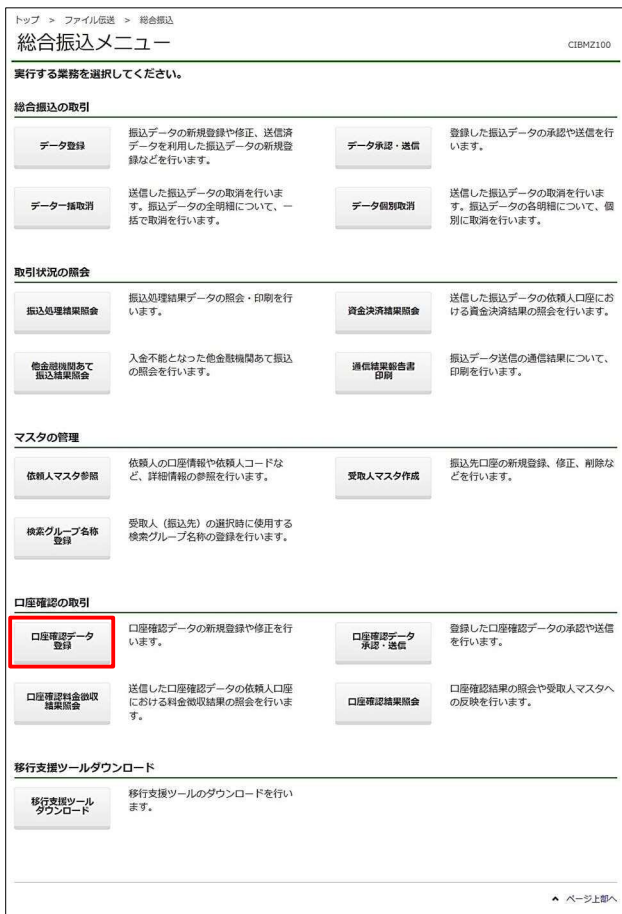 トップ > ファイル伝送 > 総合振込
総合振込メニュー
CIBMZ100
実行する業務を選択してください。
総合振込の取引
データ登録
振込データの新規登録や修正、送信済
データを利用した振込データの新規登
録などを行います。
データ承認・送信
登録した振込データの承認や送信を行
います。
データ一括取消
送信した振込データの取消を行いま
す。振込データの全明細について、一
括で取消を行います。
データ個別取消
送信した振込データの取消を行いま
す。振込データの各明細について、個
別に取消を行います。
取引状況の照会
振込処理結果照会
振込処理結果データの照会・印刷を行
います。
資金決済結果照会
送信した振込データの依頼人口座にお
ける資金決済結果の照会を行います。
他金融機関あて
振込結果照会
入金不能となった他金融機関あて振込
の照会を行います。
通信結果報告書
印刷
振込データ送信の通信結果について、
印刷を行います。
マスタの管理
依頼人マスタ参照
依頼人の口座情報や依頼人コードな
ど、詳細情報の参照を行います。
受取人マスタ作成
振込先口座の新規登録、修正、削除な
どを行います。
検索グループ名称
登録
受取人（振込先）の選択時に使用する
検索グループ名称の登録を行います。
口座確認の取引
口座確認データ
登録
口座確認データの新規登録や修正を行
います。
口座確認データ
承認・送信
登録した口座確認データの承認や送信
を行います。
口座確認料金徴収
結果照会
送信した口座確認データの依頼人口座
における料金徴収結果の照会を行いま
す。
口座確認結果照会
口座確認結果の照会や受取人マスタへ
の反映を行います。
移行支援ツールダウンロード
移行支援ツール
ダウンロード
移行支援ツールのダウンロードを行い
ます。
ページ上部へ